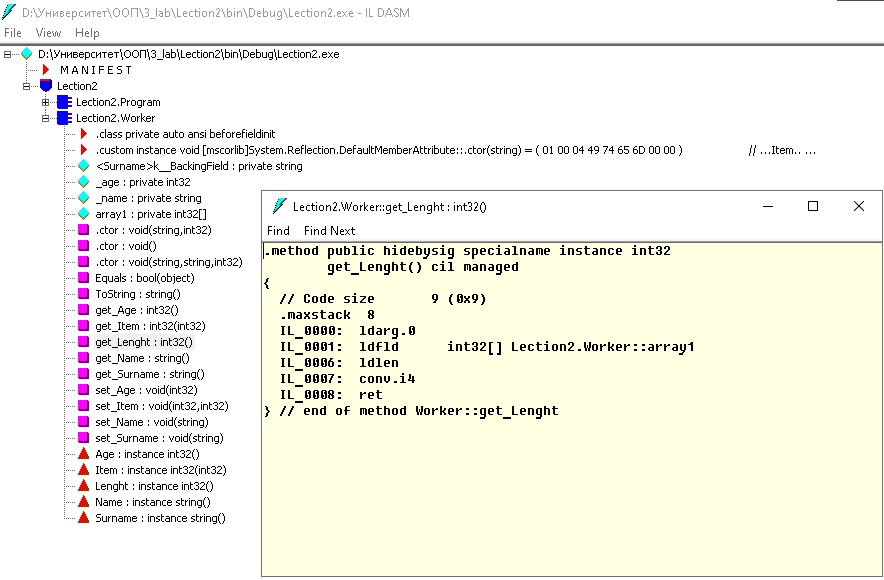 D:\Университет\ООП\3_lab\Lection2\bin\Debug\Lection2.exe - IL DASM
File View Help
D:\Университет\ООП\3_lab\Lection2\bin\Debug\Lection2.exe
M A N I F E S T
Lection2
Lection2.Program
Lection2.Worker
.class private auto ansi beforefieldinit
.custom instance void [mscorlib]System.Reflection.DefaultMemberAttribute::.ctor(string) = ( 01 00 04 49 74 65 6D 00 00 ) // ...Item.. ...
<Surname>k__BackingField : private string
_age : private int32
_name : private string
array1 : private int32[]
.ctor : void(string,int32)
.ctor : void()
.ctor : void(string,string,int32)
Equals : bool(object)
ToString : string()
get_Age : int32()
get_Item : int32(int32)
get_Lenght : int32()
get_Name : string()
get_Surname : string()
set_Age : void(int32)
set_Item : void(int32,int32)
set_Name : void(string)
set_Surname : void(string)
Age : instance int32()
Item : instance int32(int32)
Lenght : instance int32()
Name : instance string()
Surname : instance string()
Lection2.Worker::get_Lenght : int32()
Find Find Next
.method public hidebysig specialname instance int32
get_Lenght() cil managed
{
// Code size 9 (0x9)
.maxstack 8
IL_0000: ldarg.0
IL_0001: ldfld int32[] Lection2.Worker::array1
IL_0006: ldlen
IL_0007: conv.i4
IL_0008: ret
} // end of method Worker::get_Lenght